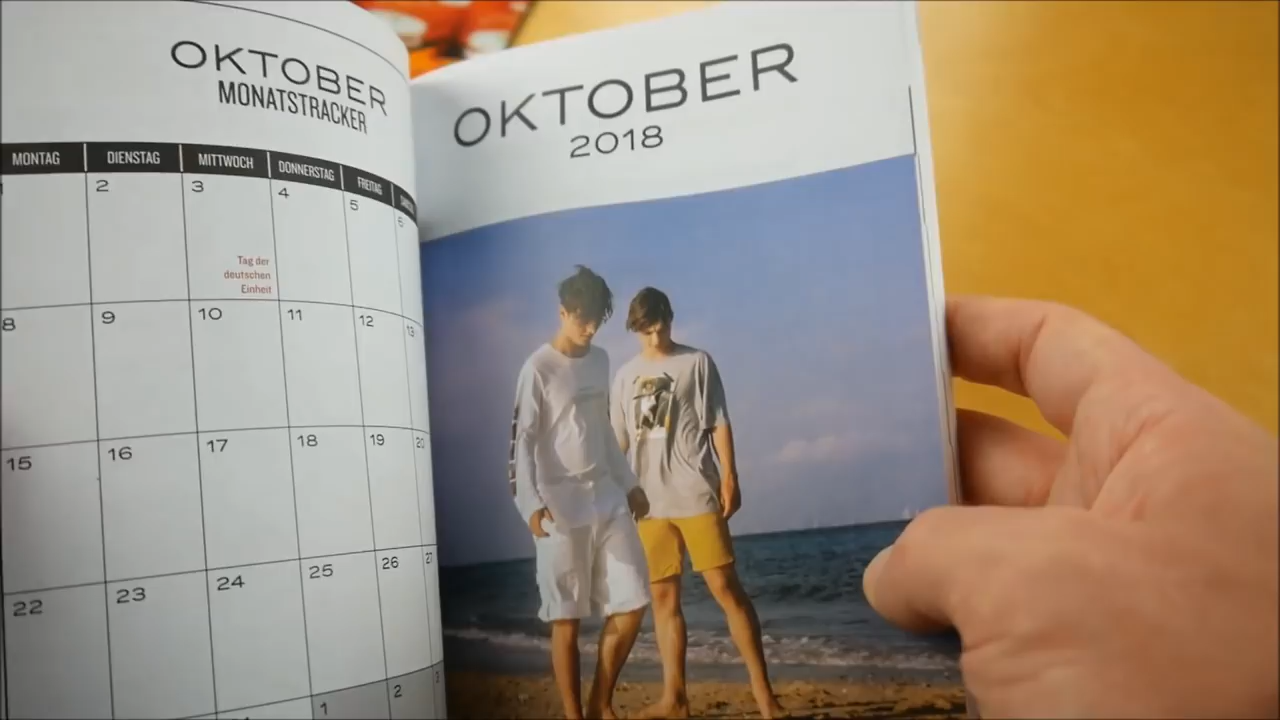 OKTOBER
MONATSTRACKER
MONTAG DIENSTAG MITTWOCH DONNERSTAG FREITAG
1 2 3 4 5 6
Tag der
deutschen
Einheit
8 9 10 11 12 13
15 16 17 18 19 20
22 23 24 25 26 27
1 2
OKTOBER
2018